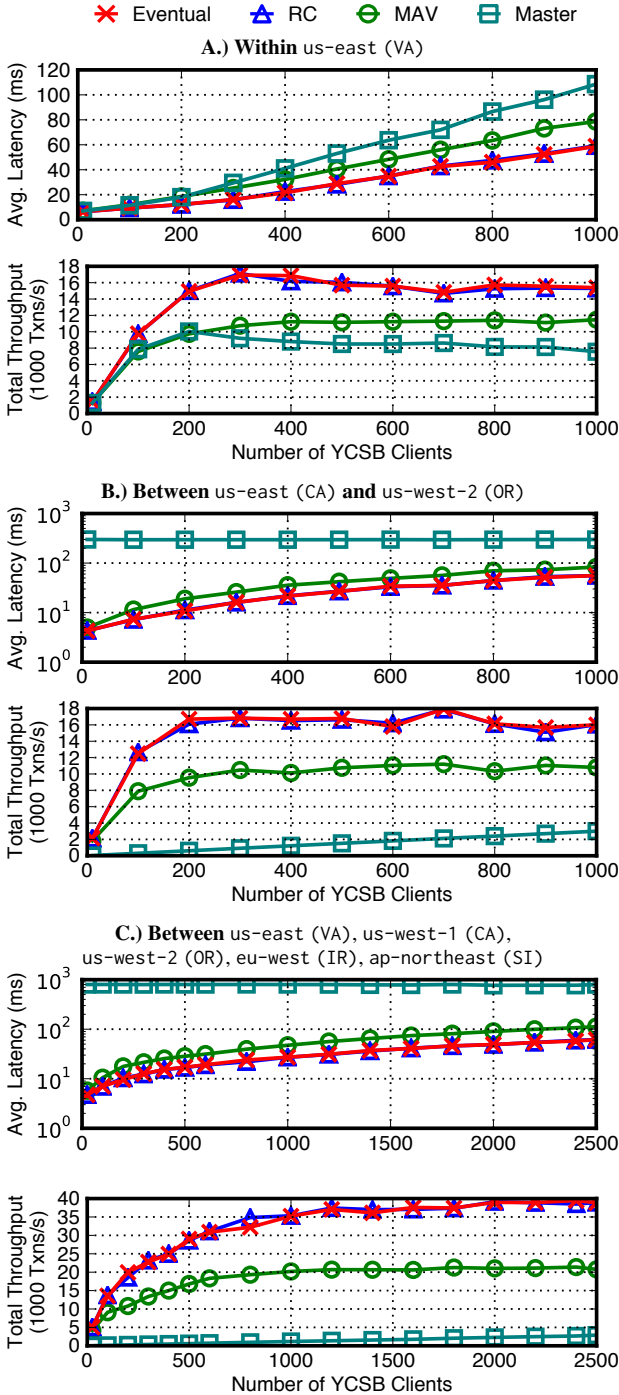 Eventual RC MAV Master
A.) Within us-east (VA)
Avg. Latency (ms)
120
100
80
60
40
20
0
0 200 400 600 800 1000
Total Throughput
(1000 Txns/s)
18
16
14
12
10
8
6
4
2
0
0 200 400 600 800 1000
Number of YCSB Clients
B.) Between us-east (CA) and us-west-2 (OR)
Avg. Latency (ms)
10³
10²
10¹
10⁰
0 200 400 600 800 1000
Total Throughput
(1000 Txns/s)
18
16
14
12
10
8
6
4
2
0
0 200 400 600 800 1000
Number of YCSB Clients
C.) Between us-east (VA), us-west-1 (CA),
us-west-2 (OR), eu-west (IR), ap-northeast (SI)
Avg. Latency (ms)
10³
10²
10¹
10⁰
0 500 1000 1500 2000 2500
Total Throughput
(1000 Txns/s)
40
35
30
25
20
15
10
5
0
0 500 1000 1500 2000 2500
Number of YCSB Clients